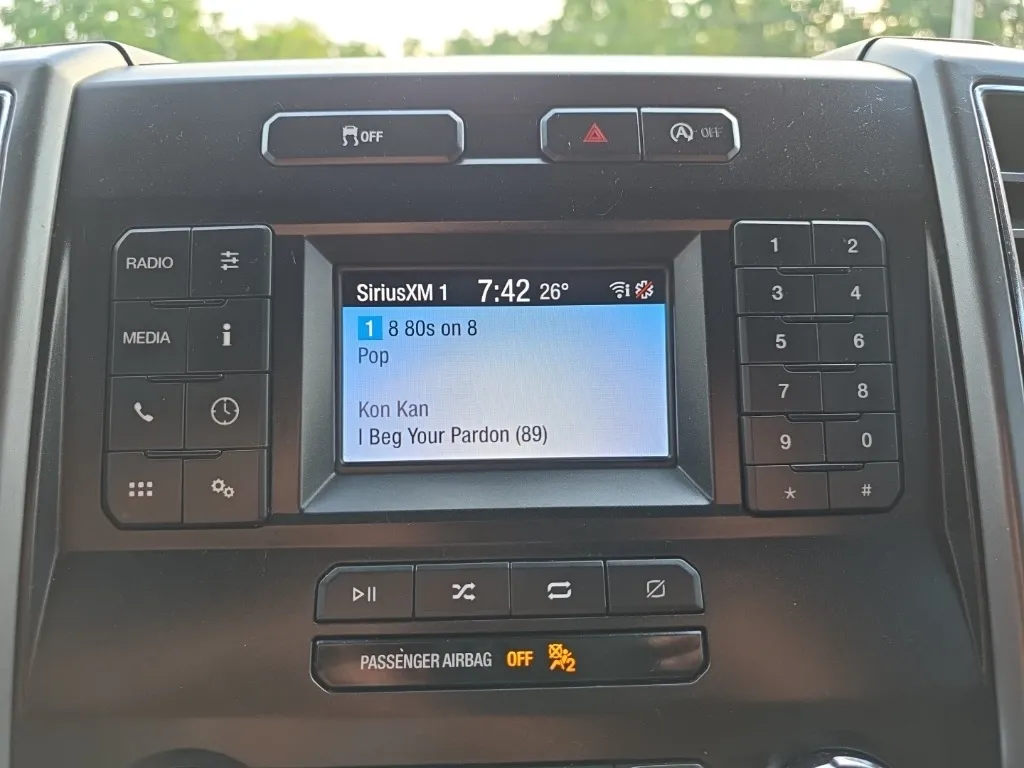 OFF
A OFF
RADIO
MEDIA
i
SiriusXM 1 7:42 26°
1 8 80s on 8
Pop
Kon Kan
I Beg Your Pardon (89)
1 2
3 4
5 6
7 8
9 0
* #
PASSENGER AIRBAG OFF 2